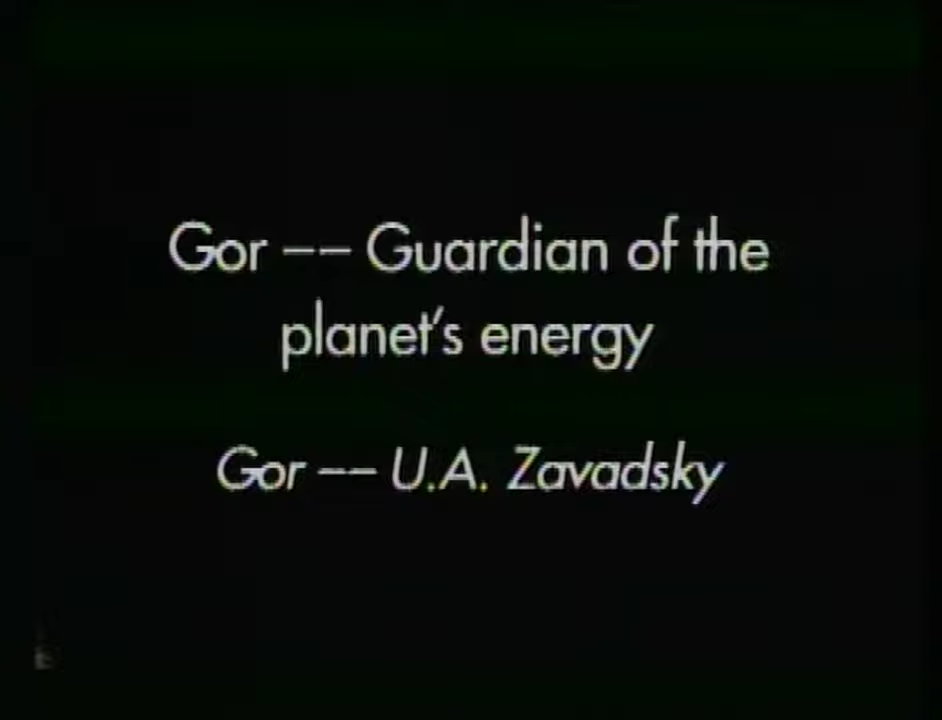 Gor –– Guardian of the
planet's energy
Gor –– U.A. Zavadsky